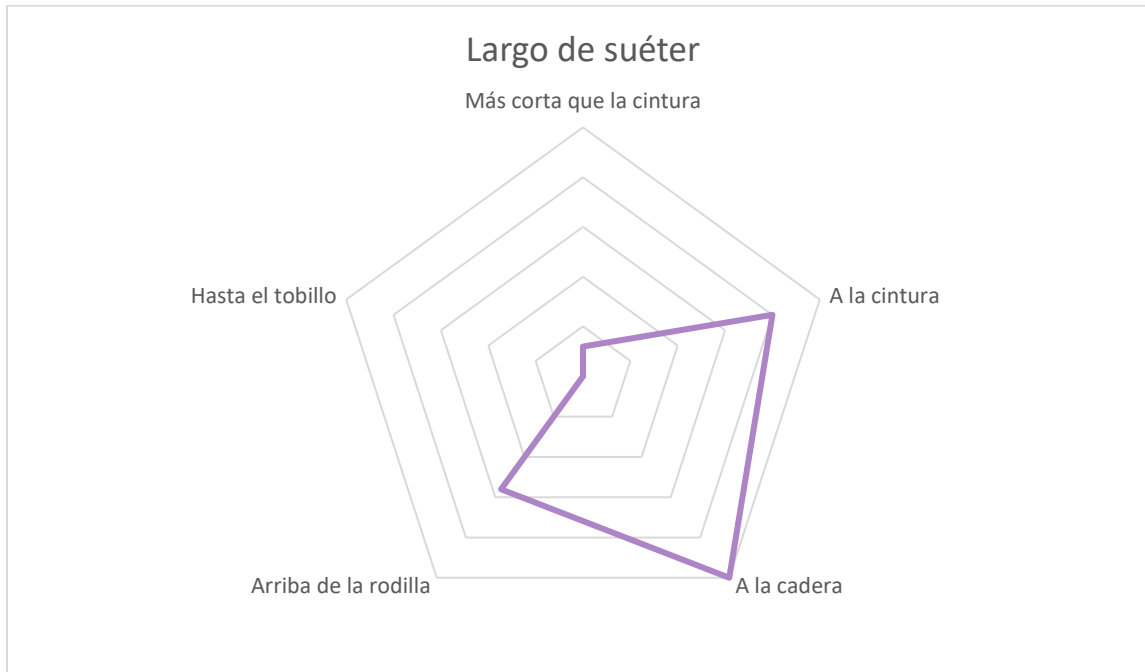 Largo de suéter
Más corta que la cintura
Hasta el tobillo
A la cintura
Arriba de la rodilla
A la cadera